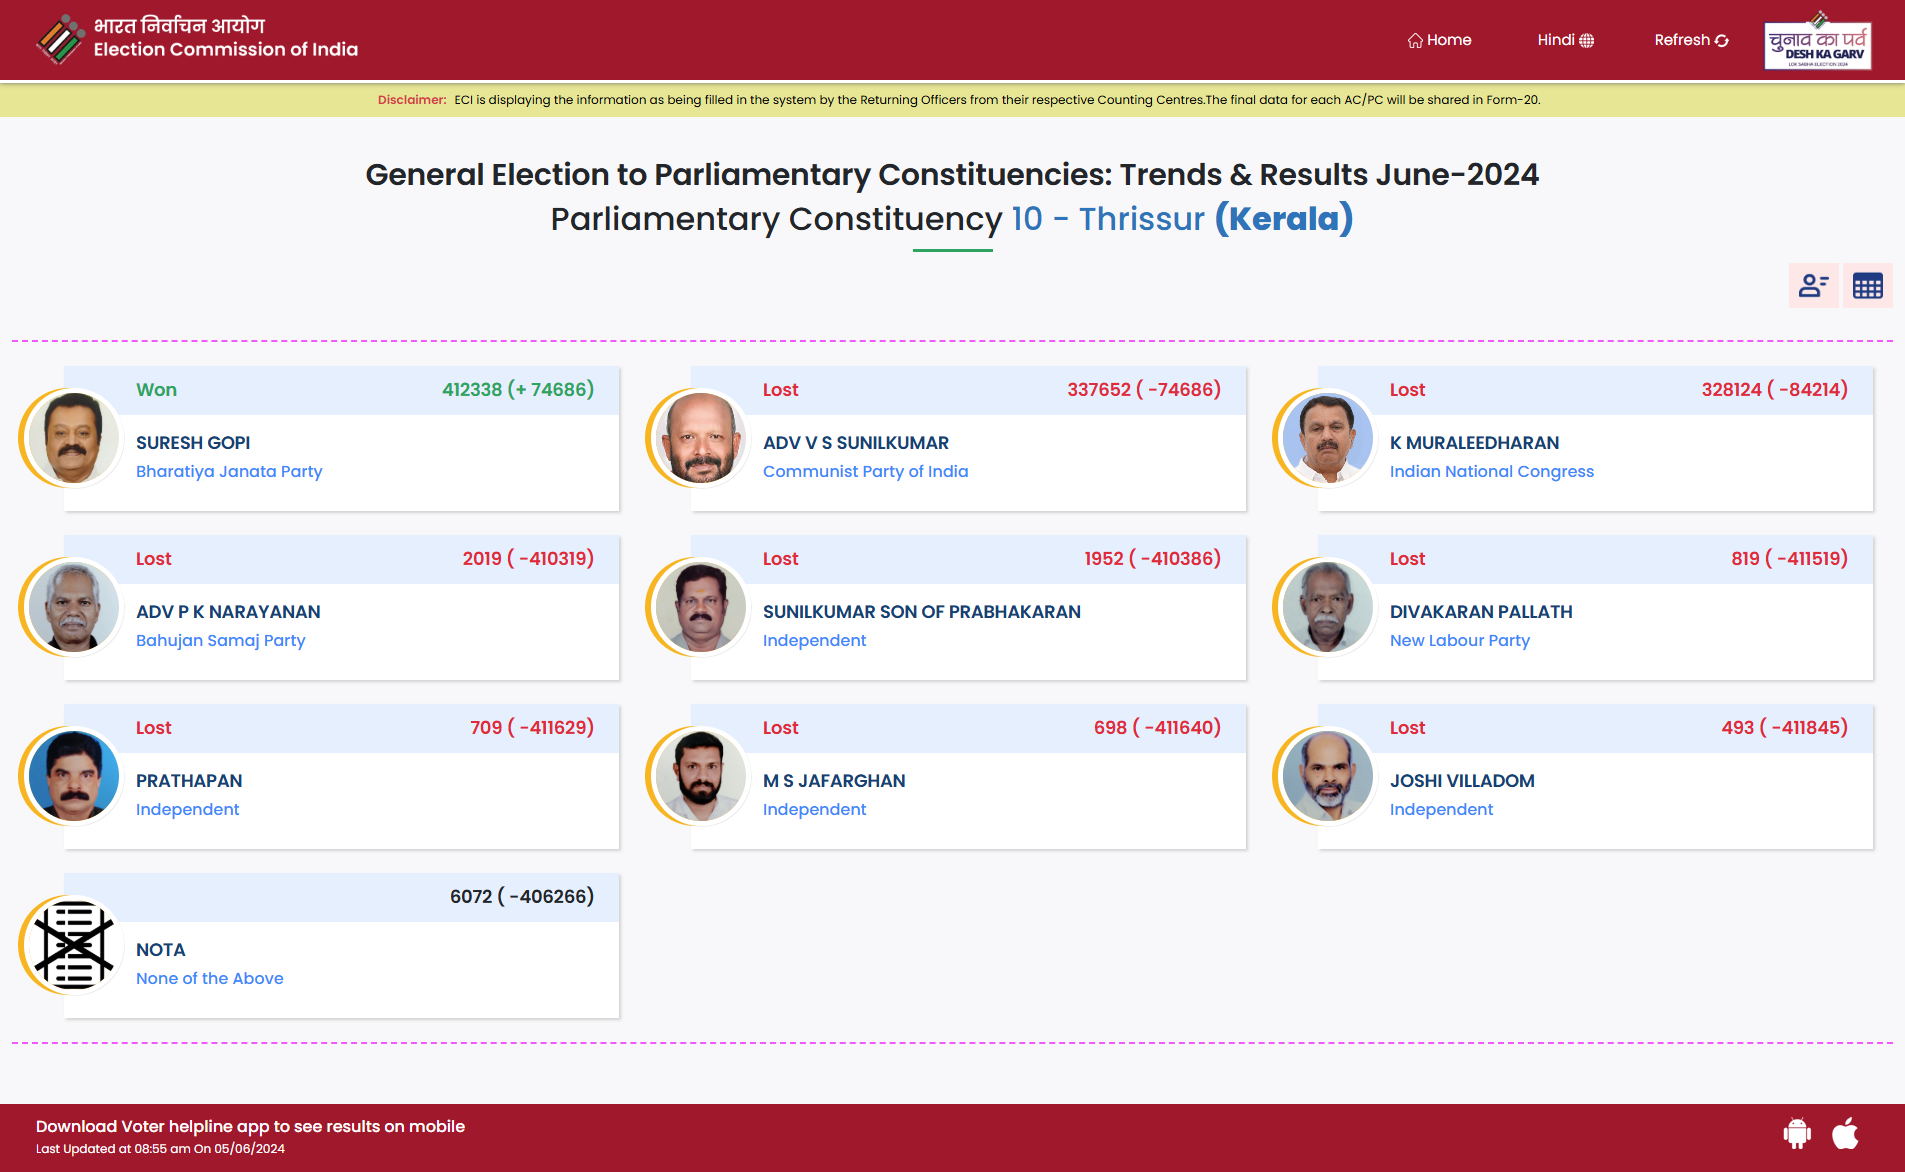 भारत निर्वाचन आयोग
Election Commission of India
Home
Hindi
Refresh
चुनाव का पर्व
DESH KA GARV
LOK SABHA ELECTION 2024
Disclaimer: ECI is displaying the information as being filled in the system by the Returning Officers from their respective Counting Centres.The final data for each AC/PC will be shared in Form-20.
General Election to Parliamentary Constituencies: Trends & Results June-2024
Parliamentary Constituency 10 - Thrissur (Kerala)
Won 412338 (+ 74686)
SURESH GOPI
Bharatiya Janata Party
Lost 337652 ( -74686)
ADV V S SUNILKUMAR
Communist Party of India
Lost 328124 ( -84214)
K MURALEEDHARAN
Indian National Congress
Lost 2019 ( -410319)
ADV P K NARAYANAN
Bahujan Samaj Party
Lost 1952 ( -410386)
SUNILKUMAR SON OF PRABHAKARAN
Independent
Lost 819 ( -411519)
DIVAKARAN PALLATH
New Labour Party
Lost 709 ( -411629)
PRATHAPAN
Independent
Lost 698 ( -411640)
M S JAFARGHAN
Independent
Lost 493 ( -411845)
JOSHI VILLADOM
Independent
6072 ( -406266)
NOTA
None of the Above
Download Voter helpline app to see results on mobile
Last Updated at 08:55 am On 05/06/2024